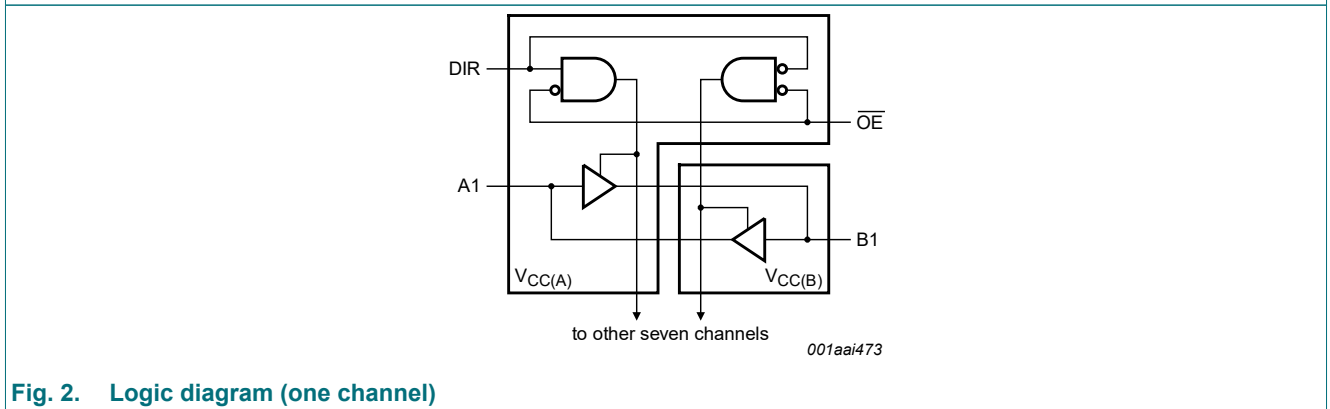 DIR
OE
A1
B1
VCC(A)
VCC(B)
to other seven channels
001aai473
Fig. 2. Logic diagram (one channel)